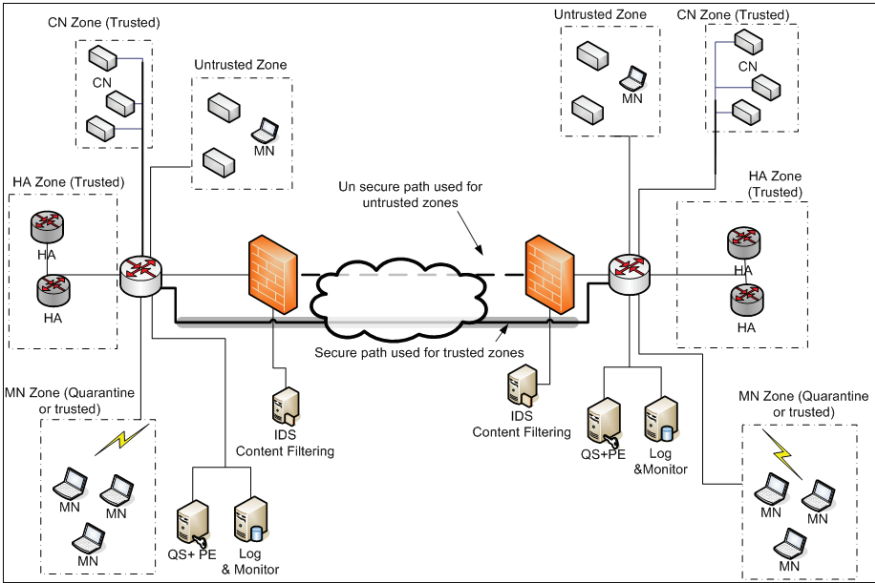 CN Zone (Trusted)
CN
Untrusted Zone
MN
HA Zone (Trusted)
HA
HA
MN Zone (Quarantine
or trusted)
MN
MN
MN
QS+ PE
Log
& Monitor
IDS
Content Filtering
Un secure path used for
untrusted zones
Secure path used for trusted zones
Untrusted Zone
MN
CN Zone (Trusted)
CN
HA Zone
(Trusted)
HA
HA
IDS
Content Filtering
QS+PE
Log
&Monitor
MN Zone (Quarantine
or trusted)
MN
MN
MN